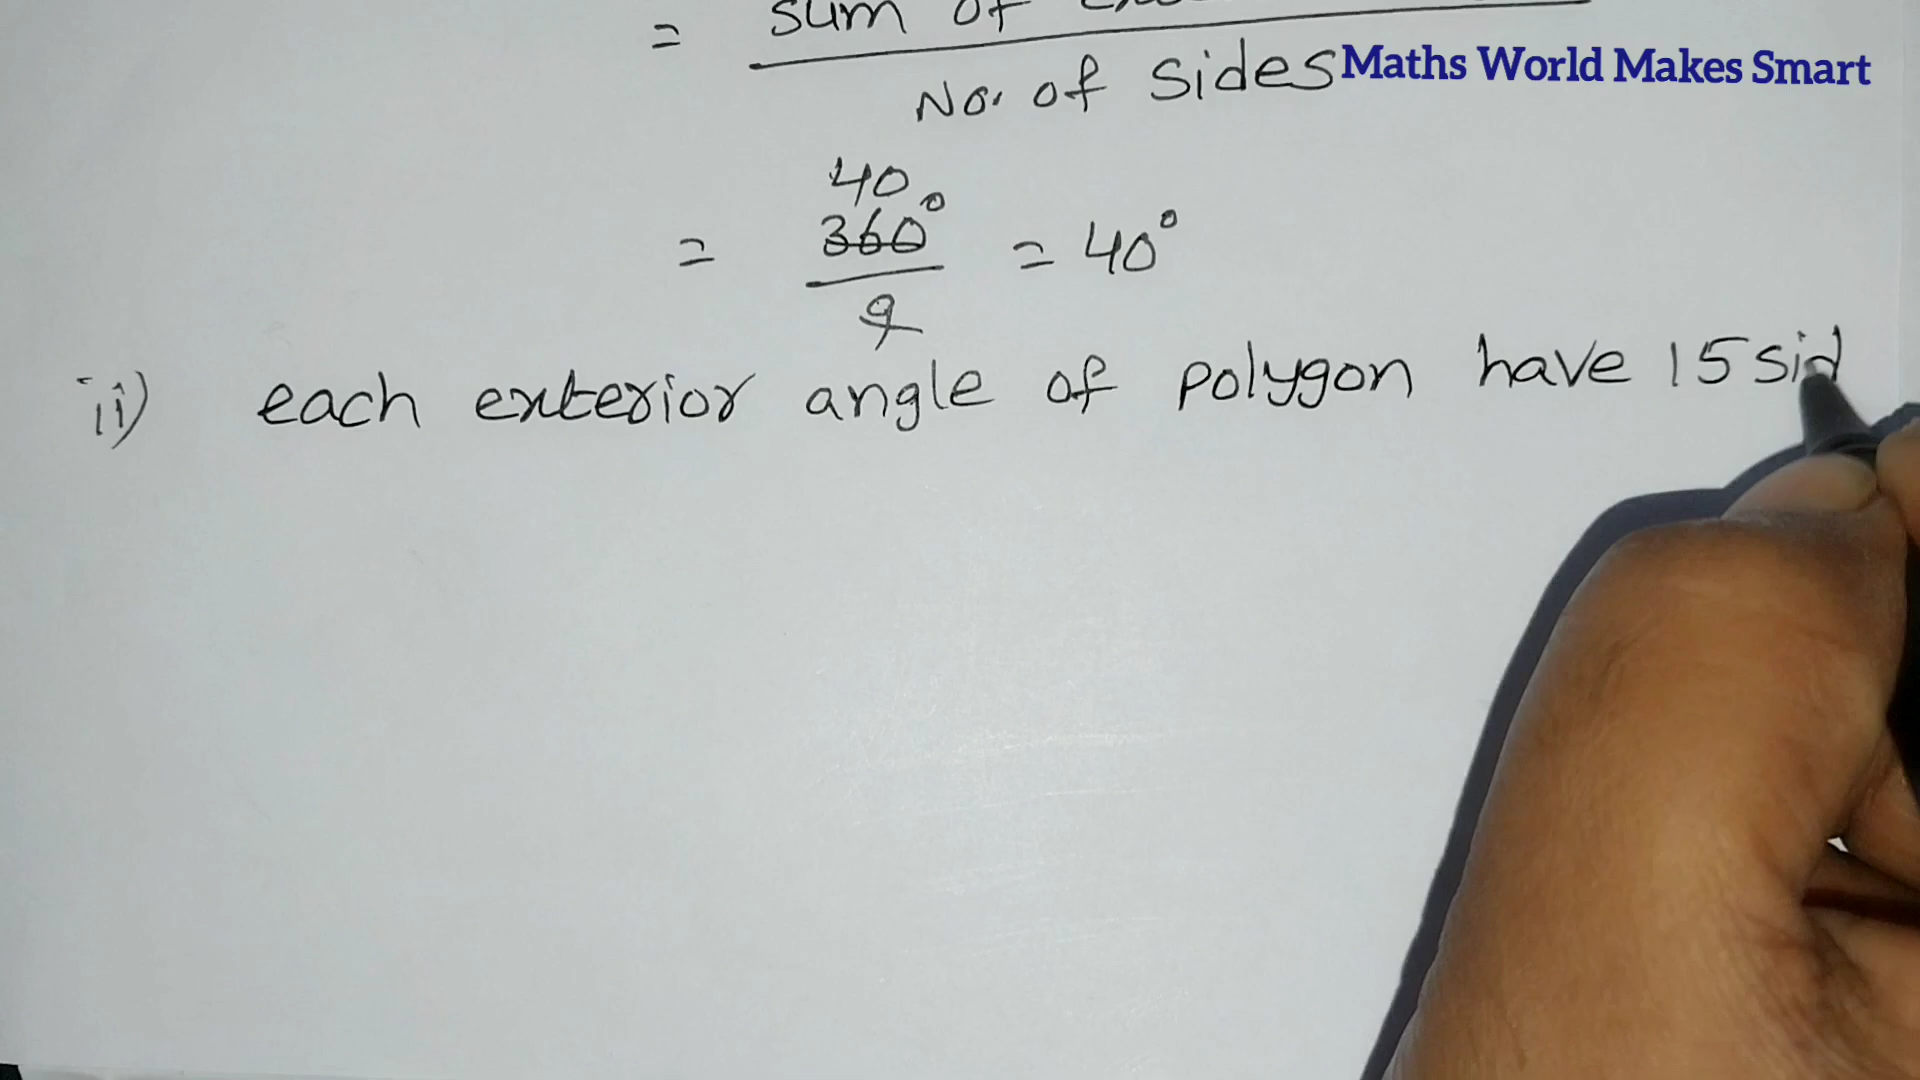 = sum of
No. of sides
Maths World Makes Smart
40
= 360° = 40°
9
ii) each exterior angle of polygon have 15 sid